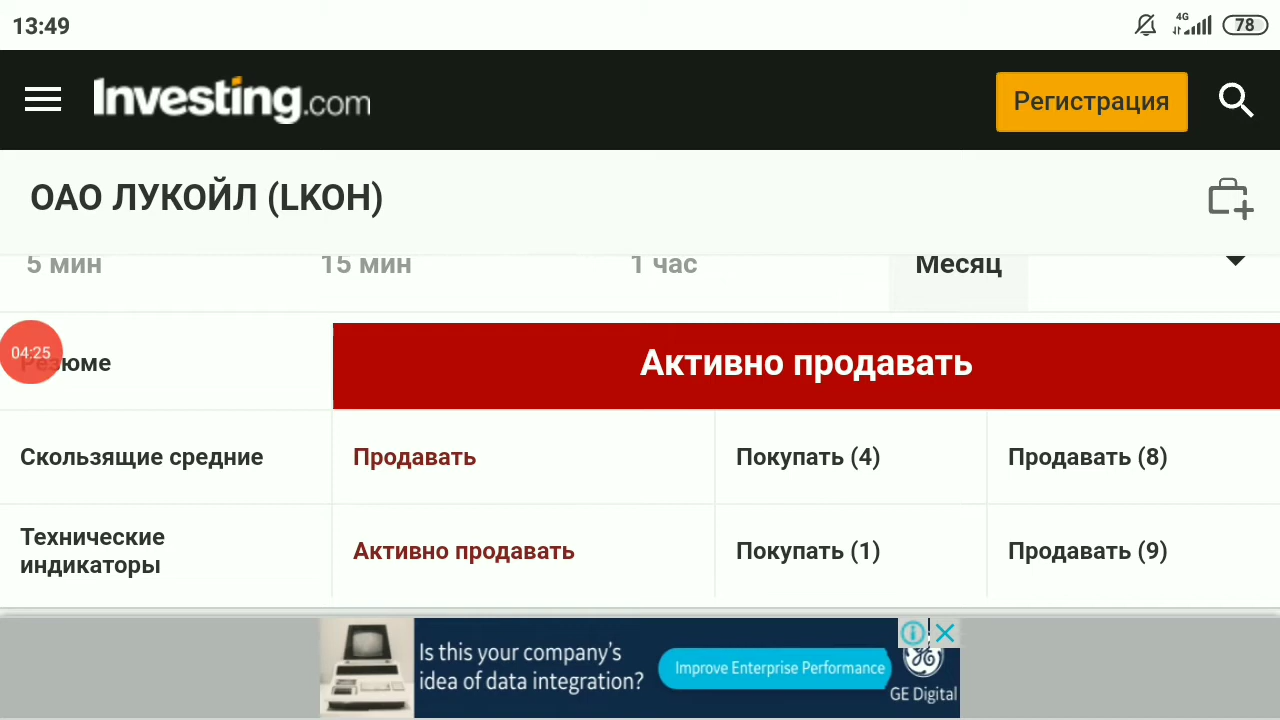 13:49
4G
78
Investing.com
Регистрация
ОАО ЛУКОЙЛ (LKOH)
5 мин
15 мин
1 час
Месяц
04:25
Резюме
Активно продавать
Скользящие средние
Продавать
Покупать (4)
Продавать (8)
Технические
индикаторы
Активно продавать
Покупать (1)
Продавать (9)
Is this your company's
idea of data integration?
Improve Enterprise Performance
GE Digital